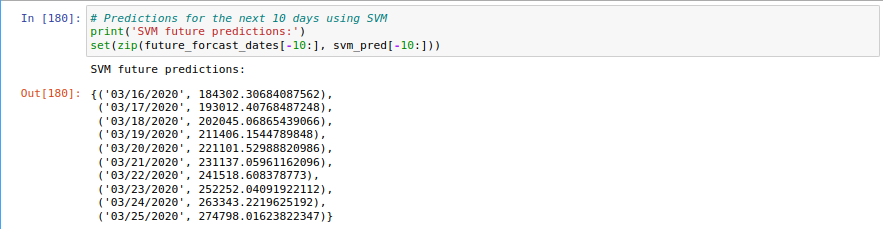 In [180]: # Predictions for the next 10 days using SVM
print('SVM future predictions:')
set(zip(future_forcast_dates[-10:], svm_pred[-10:]))
SVM future predictions:
Out[180]: {('03/16/2020', 184302.30684087562),
('03/17/2020', 193012.40768487248),
('03/18/2020', 202045.06865439066),
('03/19/2020', 211406.1544789848),
('03/20/2020', 221101.52988820986),
('03/21/2020', 231137.05961162096),
('03/22/2020', 241518.608378773),
('03/23/2020', 252252.04091922112),
('03/24/2020', 263343.2219625192),
('03/25/2020', 274798.01623822347)}